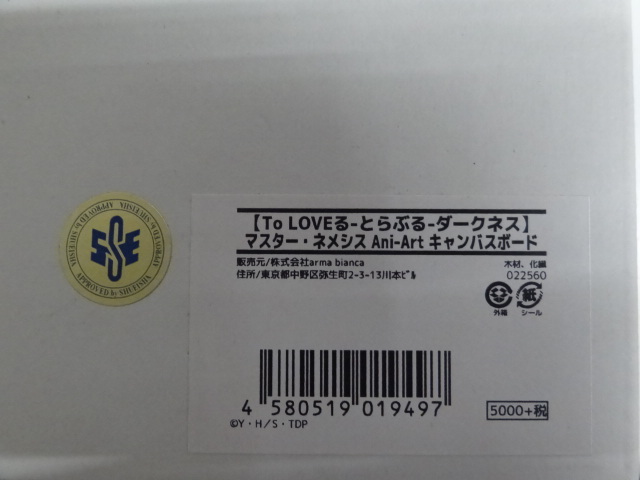 APPROVED by SHUEISHA
APPROVED by SHUEISHA
【To LOVEる-とらぶる-ダークネス】
マスター・ネメシス Ani-Art キャンバスボード
販売元/株式会社arma bianca
木材、化繊
住所/東京都中野区弥生町2-3-13川本ﾋﾞﾙ
022560
紙
外箱
シール
4 580519 019497
5000+税
©Y・H/S・TDP